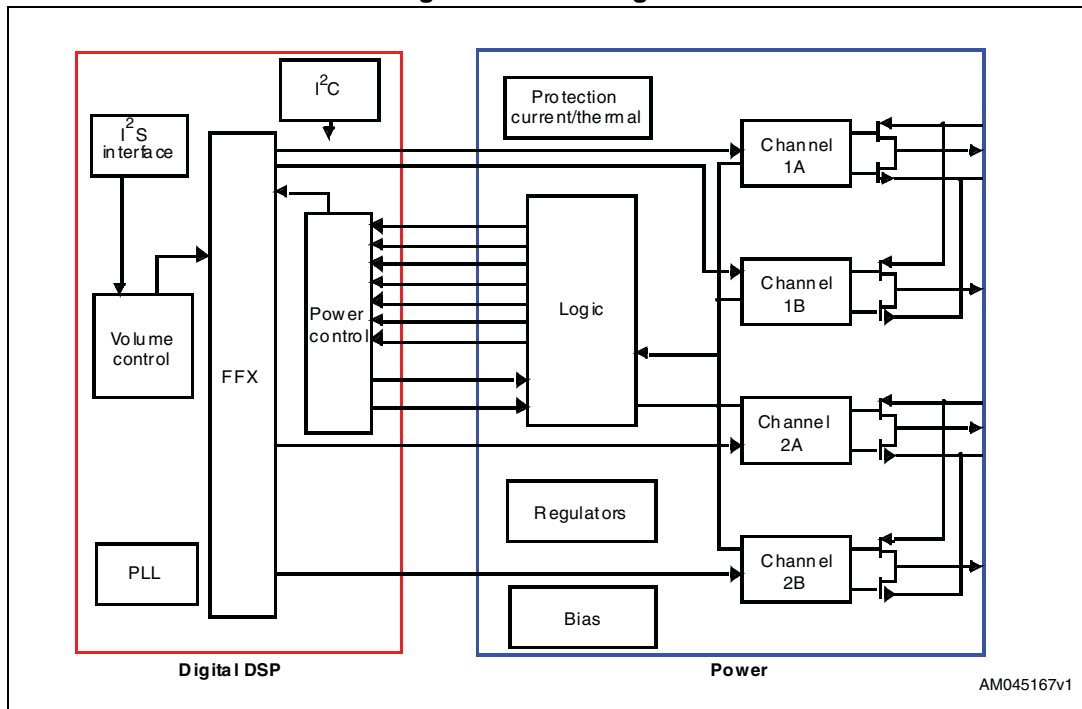 I2C
I2S
interface
Protection
current/thermal
Channel
1A
Channel
1B
Volume
control
FFX
Power
control
Logic
Channel
2A
Regulators
PLL
Channel
2B
Bias
Digital DSP
Power
AM045167v1